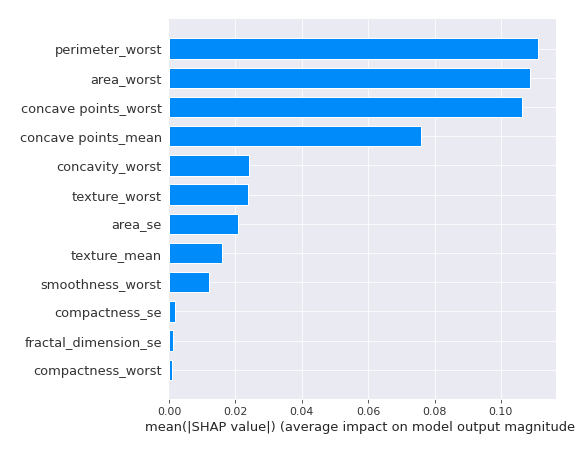 perimeter_worst
area_worst
concave points_worst
concave points_mean
concavity_worst
texture_worst
area_se
texture_mean
smoothness_worst
compactness_se
fractal_dimension_se
compactness_worst
0.00 0.02 0.04 0.06 0.08 0.10
mean(|SHAP value|) (average impact on model output magnitude